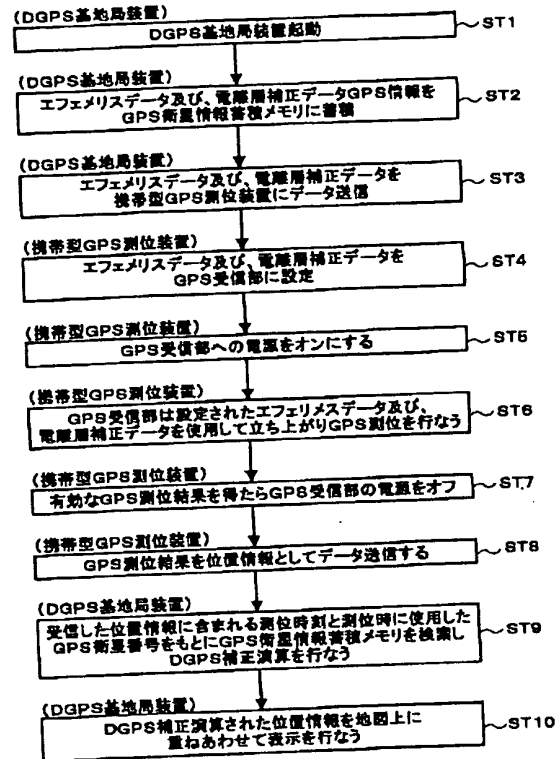 (DGPS基地局装置)
DGPS基地局装置起動
ST1
(DGPS基地局装置)
エフェメリスデータ及び、電離層補正データGPS情報を
GPS衛星情報蓄積メモリに蓄積
ST2
(DGPS基地局装置)
エフェメリスデータ及び、電離層補正データを
携帯型GPS測位装置にデータ送信
ST3
(携帯型GPS測位装置)
エフェメリスデータ及び、電離層補正データを
GPS受信部に設定
ST4
(携帯型GPS測位装置)
GPS受信部への電源をオンにする
ST5
(携帯型GPS測位装置)
GPS受信部は設定されたエフェリメスデータ及び、
電離層補正データを使用して立ち上がりGPS測位を行なう
ST6
(携帯型GPS測位装置)
有効なGPS測位結果を得たらGPS受信部の電源をオフ
ST7
(携帯型GPS測位装置)
GPS測位結果を位置情報としてデータ送信する
ST8
(DGPS基地局装置)
受信した位置情報に含まれる測位時刻と測位時に使用した
GPS衛星番号をもとにGPS衛星情報蓄積メモリを検索し
DGPS補正演算を行なう
ST9
(DGPS基地局装置)
DGPS補正演算された位置情報を地図上に
重ねあわせて表示を行なう
ST10